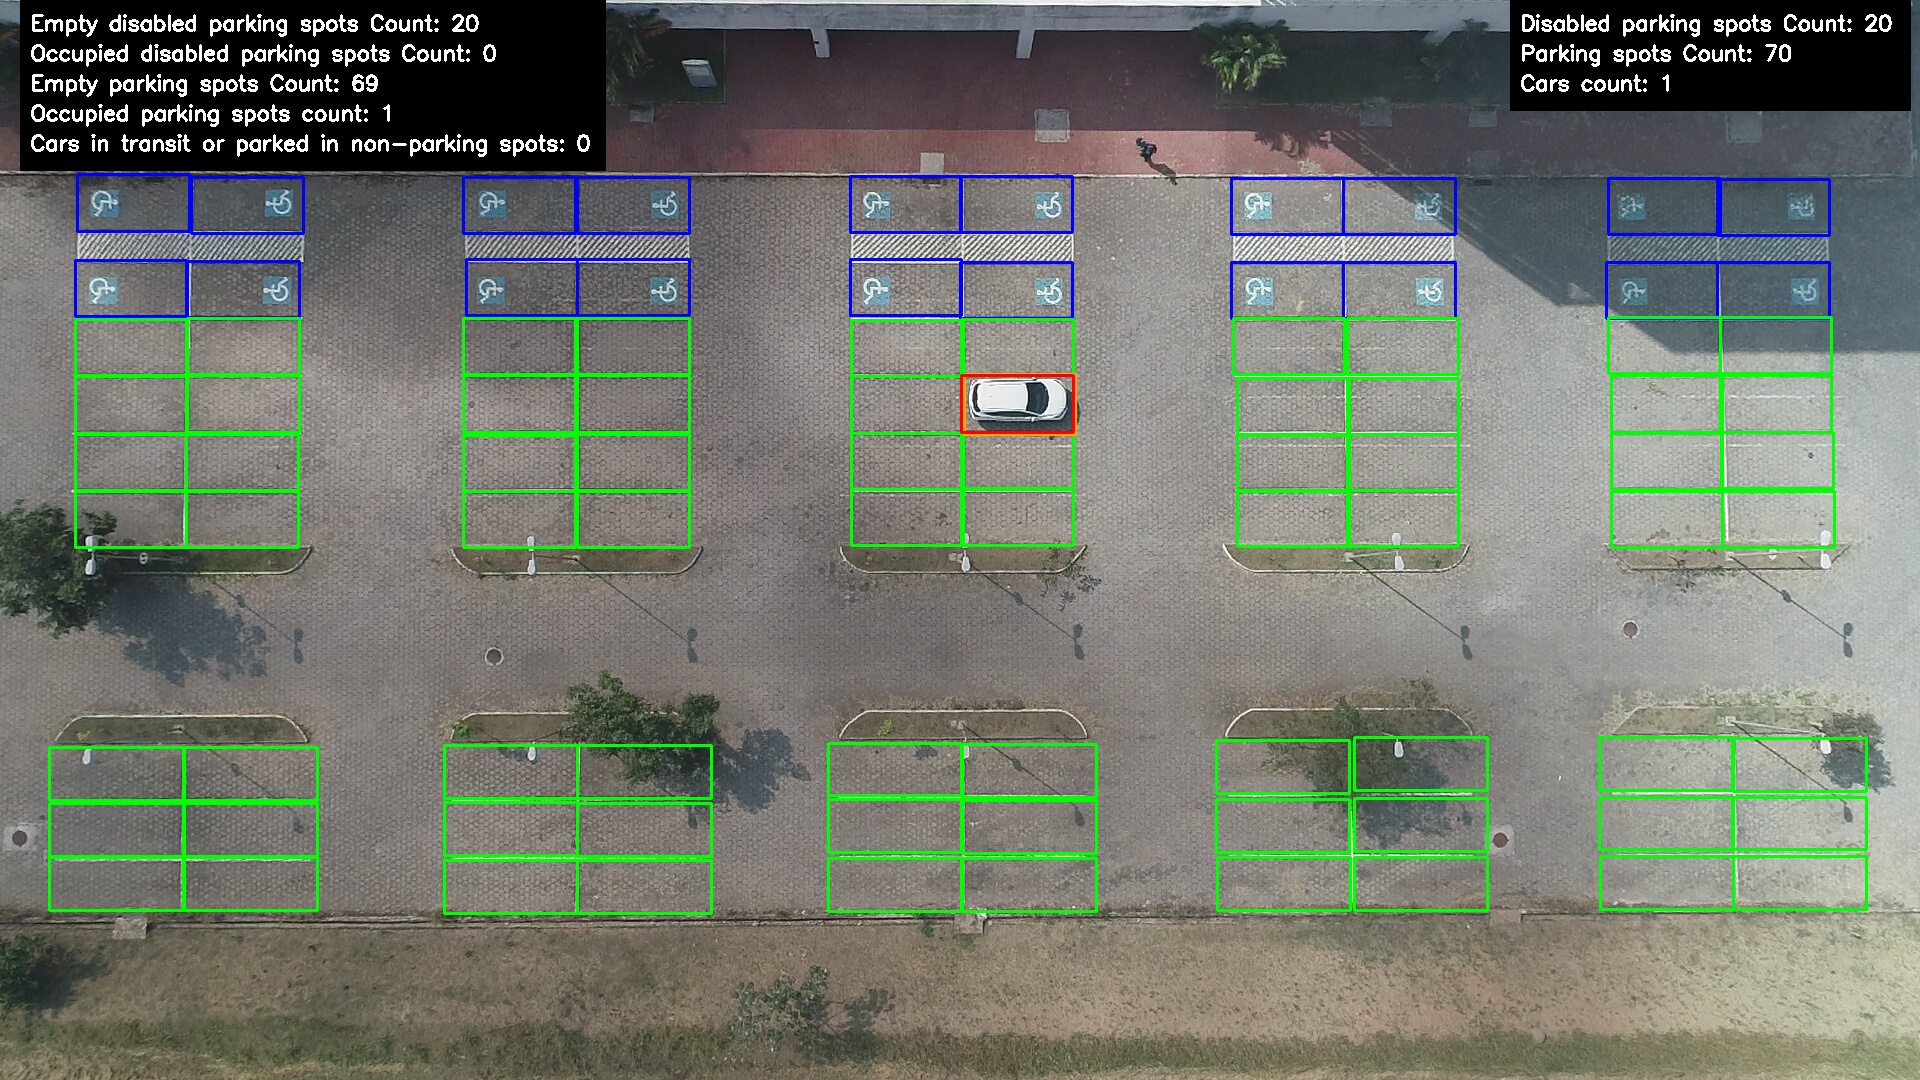 Empty disabled parking spots Count: 20
Occupied disabled parking spots Count: 0
Empty parking spots Count: 69
Occupied parking spots count: 1
Cars in transit or parked in non-parking spots: 0
Disabled parking spots Count: 20
Parking spots Count: 70
Cars count: 1